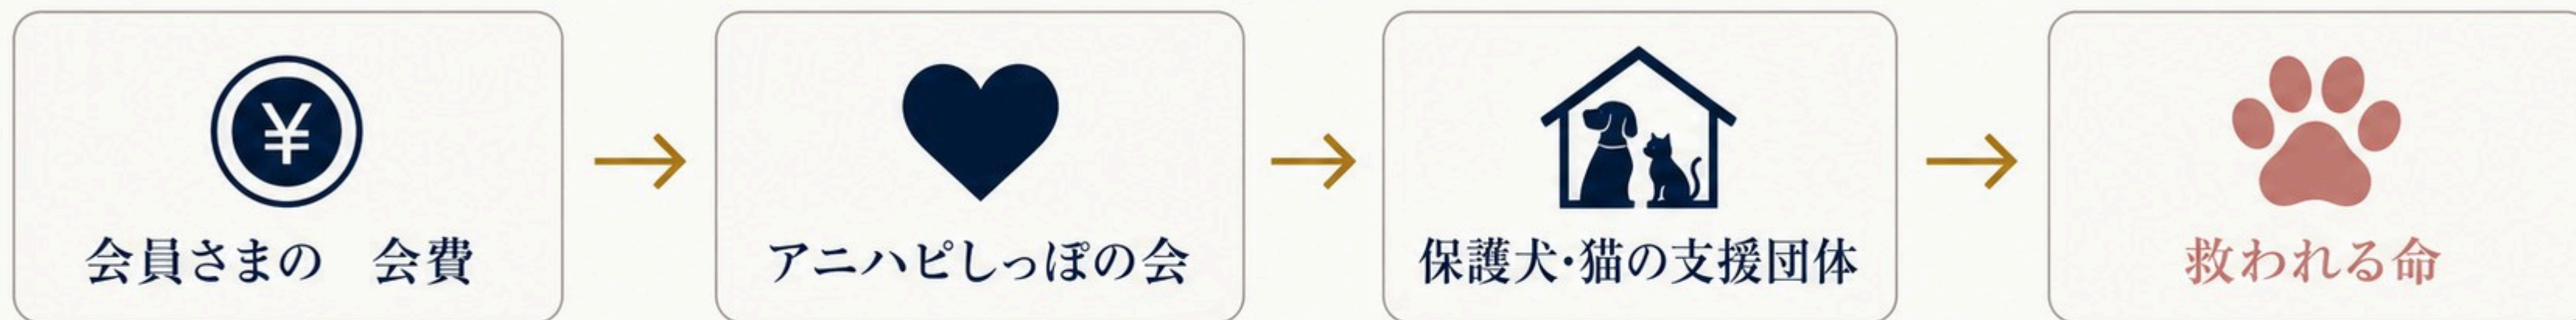 ¥
会員さまの　会費
アニハピしっぽの会
保護犬・猫の支援団体
救われる命